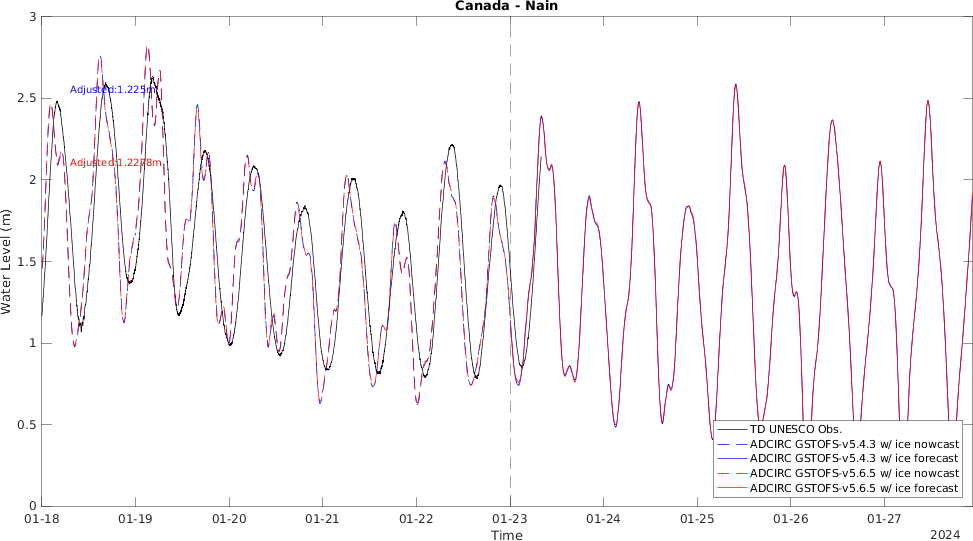 Canada - Nain
3
2.5
2
1.5
1
0.5
0
Water Level (m)
Adjusted:1.225m
Adjusted:1.2278m
TD UNESCO Obs.
ADCIRC GSTOFS-v5.4.3 w/ ice nowcast
ADCIRC GSTOFS-v5.4.3 w/ ice forecast
ADCIRC GSTOFS-v5.6.5 w/ ice nowcast
ADCIRC GSTOFS-v5.6.5 w/ ice forecast
01-18 01-19 01-20 01-21 01-22 01-23 01-24 01-25 01-26 01-27
Time
2024